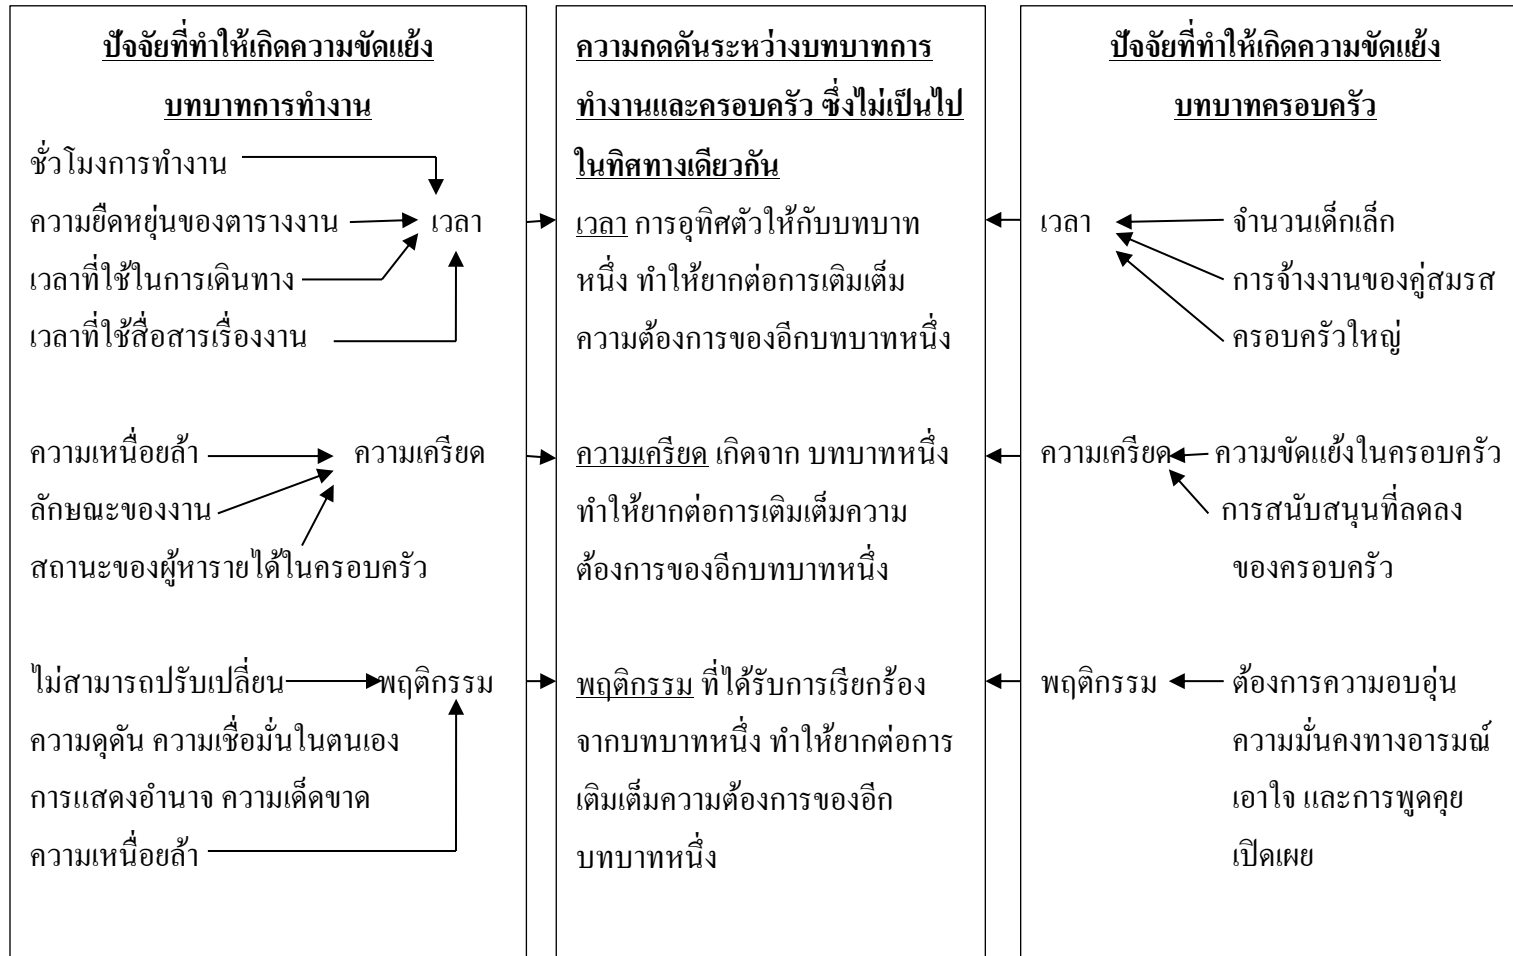 ปัจจัยที่ทำให้เกิดความขัดแย้ง
บทบาทการทำงาน
ชั่วโมงการทำงาน
ความยืดหยุ่นของตารางงาน
เวลา
เวลาที่ใช้ในการเดินทาง
เวลาที่ใช้สื่อสารเรื่องงาน
ความเหนื่อยล้า
ความเครียด
ลักษณะของงาน
สถานะของผู้หารายได้ในครอบครัว
ไม่สามารถปรับเปลี่ยน
พฤติกรรม
ความดุดัน ความเชื่อมั่นในตนเอง
การแสดงอำนาจ ความเด็ดขาด
ความเหนื่อยล้า
ความกดดันระหว่างบทบาทการ
ทำงานและครอบครัว ซึ่งไม่เป็นไป
ในทิศทางเดียวกัน
เวลา การอุทิศตัวให้กับบทบาท
หนึ่ง ทำให้ยากต่อการเติมเต็ม
ความต้องการของอีกบทบาทหนึ่ง
ความเครียด เกิดจาก บทบาทหนึ่ง
ทำให้ยากต่อการเติมเต็มความ
ต้องการของอีกบทบาทหนึ่ง
พฤติกรรม ที่ได้รับการเรียกร้อง
จากบทบาทหนึ่ง ทำให้ยากต่อการ
เติมเต็มความต้องการของอีก
บทบาทหนึ่ง
ปัจจัยที่ทำให้เกิดความขัดแย้ง
บทบาทครอบครัว
เวลา
จำนวนเด็กเล็ก
การจ้างงานของคู่สมรส
ครอบครัวใหญ่
ความเครียด
ความขัดแย้งในครอบครัว
การสนับสนุนที่ลดลง
ของครอบครัว
พฤติกรรม
ต้องการความอบอุ่น
ความมั่นคงทางอารมณ์
เอาใจ และการพูดคุย
เปิดเผย